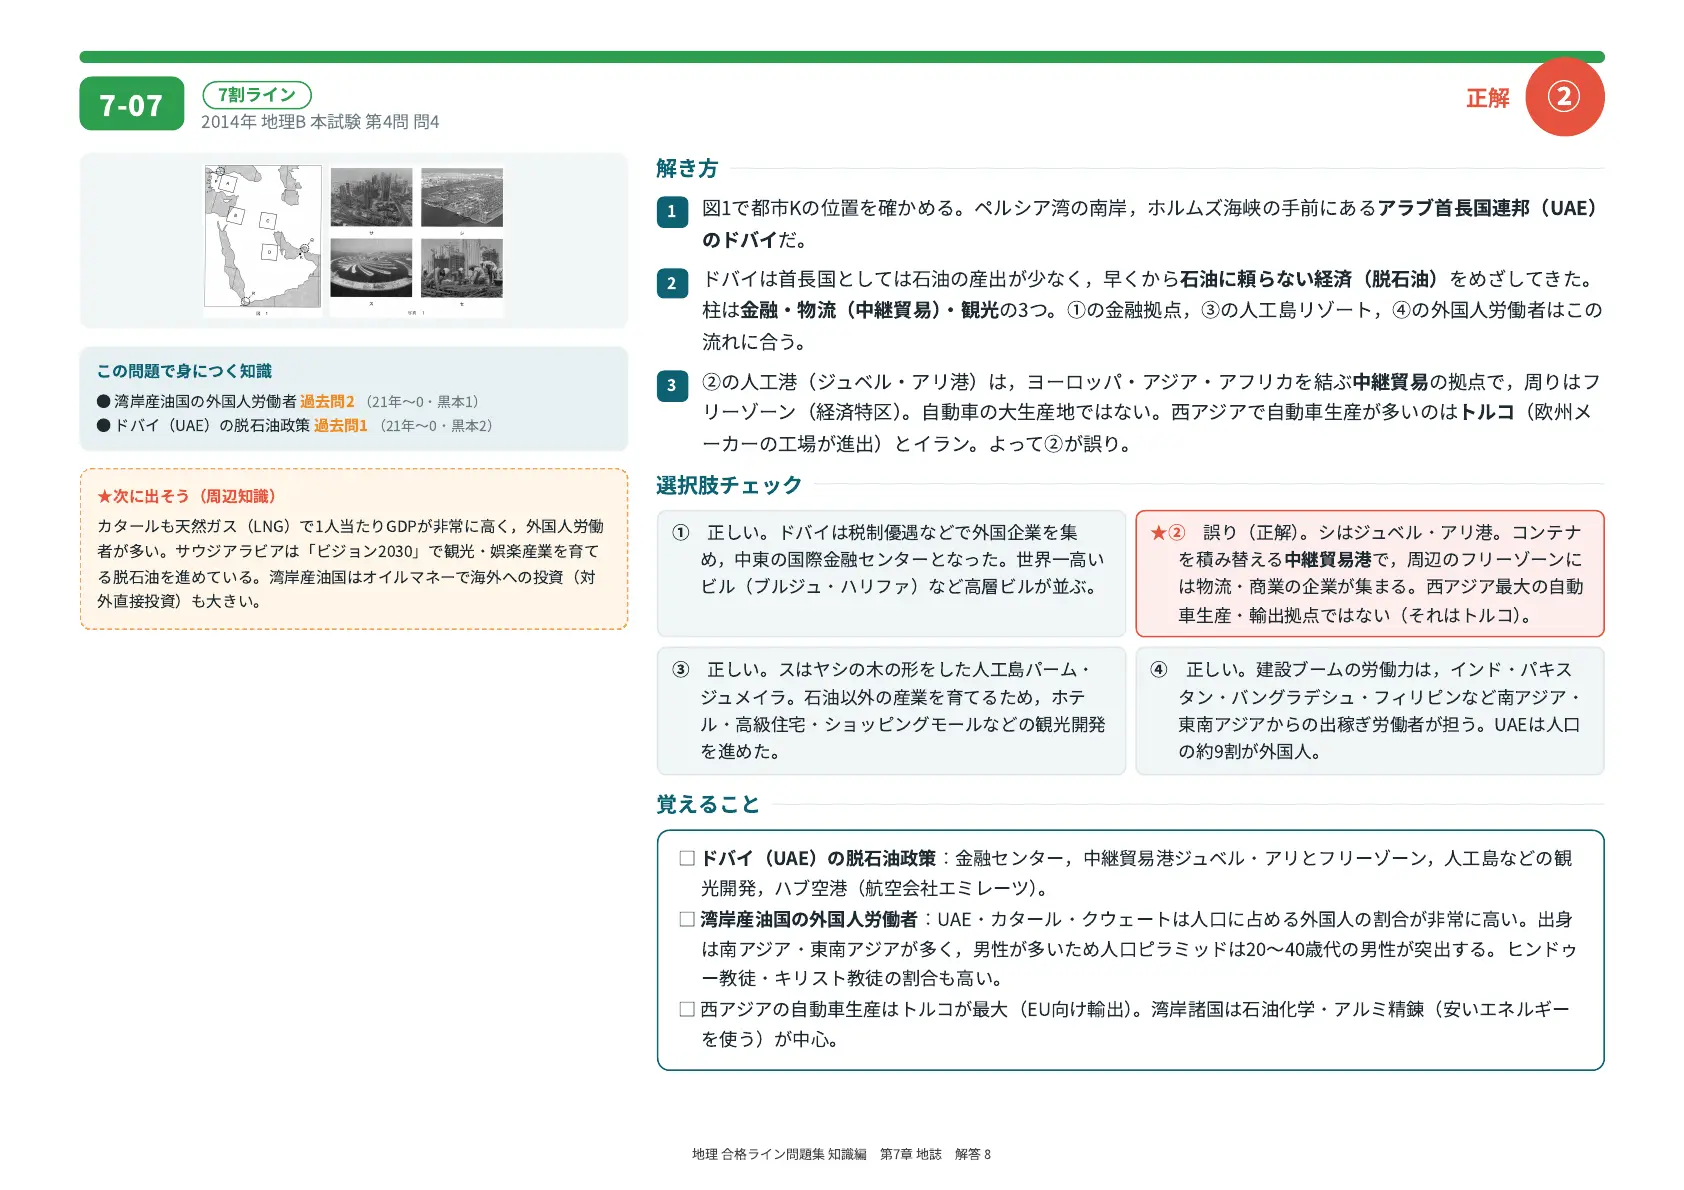 7-07
7割ライン
2014年 地理B 本試験 第4問 問4
正解 ②
図 1
サ
シ
ス
セ
写真 1
この問題で身につく知識
● 湾岸産油国の外国人労働者 過去問2（21年〜0・黒本1）
● ドバイ（UAE）の脱石油政策 過去問1（21年〜0・黒本2）
★次に出そう（周辺知識）
カタールも天然ガス（LNG）で1人当たりGDPが非常に高く，外国人労働
者が多い。サウジアラビアは「ビジョン2030」で観光・娯楽産業を育て
る脱石油を進めている。湾岸産油国はオイルマネーで海外への投資（対
外直接投資）も大きい。
解き方
1 図1で都市Kの位置を確かめる。ペルシア湾の南岸，ホルムズ海峡の手前にあるアラブ首長国連邦（UAE）
のドバイだ。
2 ドバイは首長国としては石油の産出が少なく，早くから石油に頼らない経済（脱石油）をめざしてきた。
柱は金融・物流（中継貿易）・観光の3つ。①の金融拠点，③の人工島リゾート，④の外国人労働者はこの
流れに合う。
3 ②の人工港（ジュベル・アリ港）は，ヨーロッパ・アジア・アフリカを結ぶ中継貿易の拠点で，周りはフ
リーゾーン（経済特区）。自動車の大生産地ではない。西アジアで自動車生産が多いのはトルコ（欧州メ
ーカーの工場が進出）とイラン。よって②が誤り。
選択肢チェック
① 正しい。ドバイは税制優遇などで外国企業を集
め，中東の国際金融センターとなった。世界一高い
ビル（ブルジュ・ハリファ）など高層ビルが並ぶ。
★② 誤り（正解）。シはジュベル・アリ港。コンテナ
を積み替える中継貿易港で，周辺のフリーゾーンに
は物流・商業の企業が集まる。西アジア最大の自動
車生産・輸出拠点ではない（それはトルコ）。
③ 正しい。スはヤシの木の形をした人工島パーム・
ジュメイラ。石油以外の産業を育てるため，ホテ
ル・高級住宅・ショッピングモールなどの観光開発
を進めた。
④ 正しい。建設ブームの労働力は，インド・パキス
タン・バングラデシュ・フィリピンなど南アジア・
東南アジアからの出稼ぎ労働者が担う。UAEは人口
の約9割が外国人。
覚えること
□ ドバイ（UAE）の脱石油政策：金融センター，中継貿易港ジュベル・アリとフリーゾーン，人工島などの観
光開発，ハブ空港（航空会社エミレーツ）。
□ 湾岸産油国の外国人労働者：UAE・カタール・クウェートは人口に占める外国人の割合が非常に高い。出身
は南アジア・東南アジアが多く，男性が多いため人口ピラミッドは20〜40歳代の男性が突出する。ヒンドゥ
ー教徒・キリスト教徒の割合も高い。
□ 西アジアの自動車生産はトルコが最大（EU向け輸出）。湾岸諸国は石油化学・アルミ精錬（安いエネルギー
を使う）が中心。
地理 合格ライン問題集 知識編 第7章 地誌 解答 8